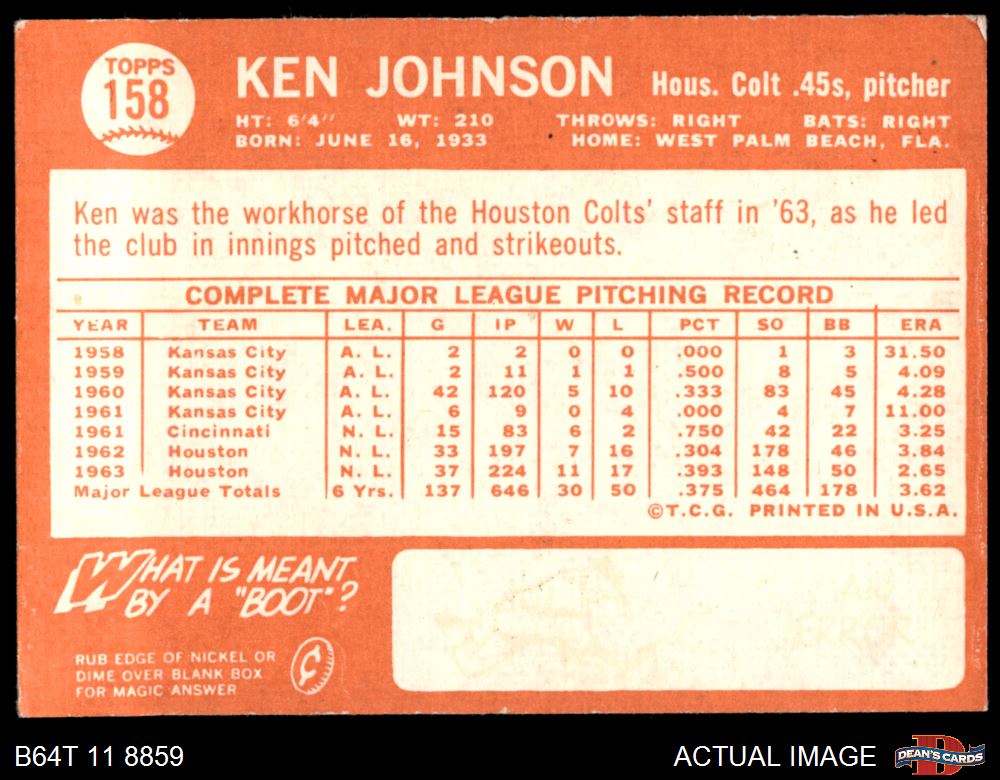 TOPPS
158
KEN JOHNSON Hous. Colt .45s, pitcher
HT: 6'4" WT: 210 THROWS: RIGHT BATS: RIGHT
BORN: JUNE 16, 1933 HOME: WEST PALM BEACH, FLA.
Ken was the workhorse of the Houston Colts' staff in '63, as he led
the club in innings pitched and strikeouts.
COMPLETE MAJOR LEAGUE PITCHING RECORD
YEAR TEAM LEA. G IP W L PCT SO BB ERA
1958 Kansas City A. L. 2 2 0 0 .000 1 3 31.50
1959 Kansas City A. L. 2 11 1 1 .500 8 5 4.09
1960 Kansas City A. L. 42 120 5 10 .333 83 45 4.28
1961 Kansas City A. L. 6 9 0 4 .000 4 7 11.00
1961 Cincinnati N. L. 15 83 6 2 .750 42 22 3.25
1962 Houston N. L. 33 197 7 16 .304 178 46 3.84
1963 Houston N. L. 37 224 11 17 .393 148 50 2.65
Major League Totals 6 Yrs. 137 646 30 50 .375 464 178 3.62
©T.C.G. PRINTED IN U.S.A.
WHAT IS MEANT
BY A "BOOT"?
AN
ERROR
RUB EDGE OF NICKEL OR
DIME OVER BLANK BOX
FOR MAGIC ANSWER
¢
B64T 11 8859 ACTUAL IMAGE
DEAN'S CARDS